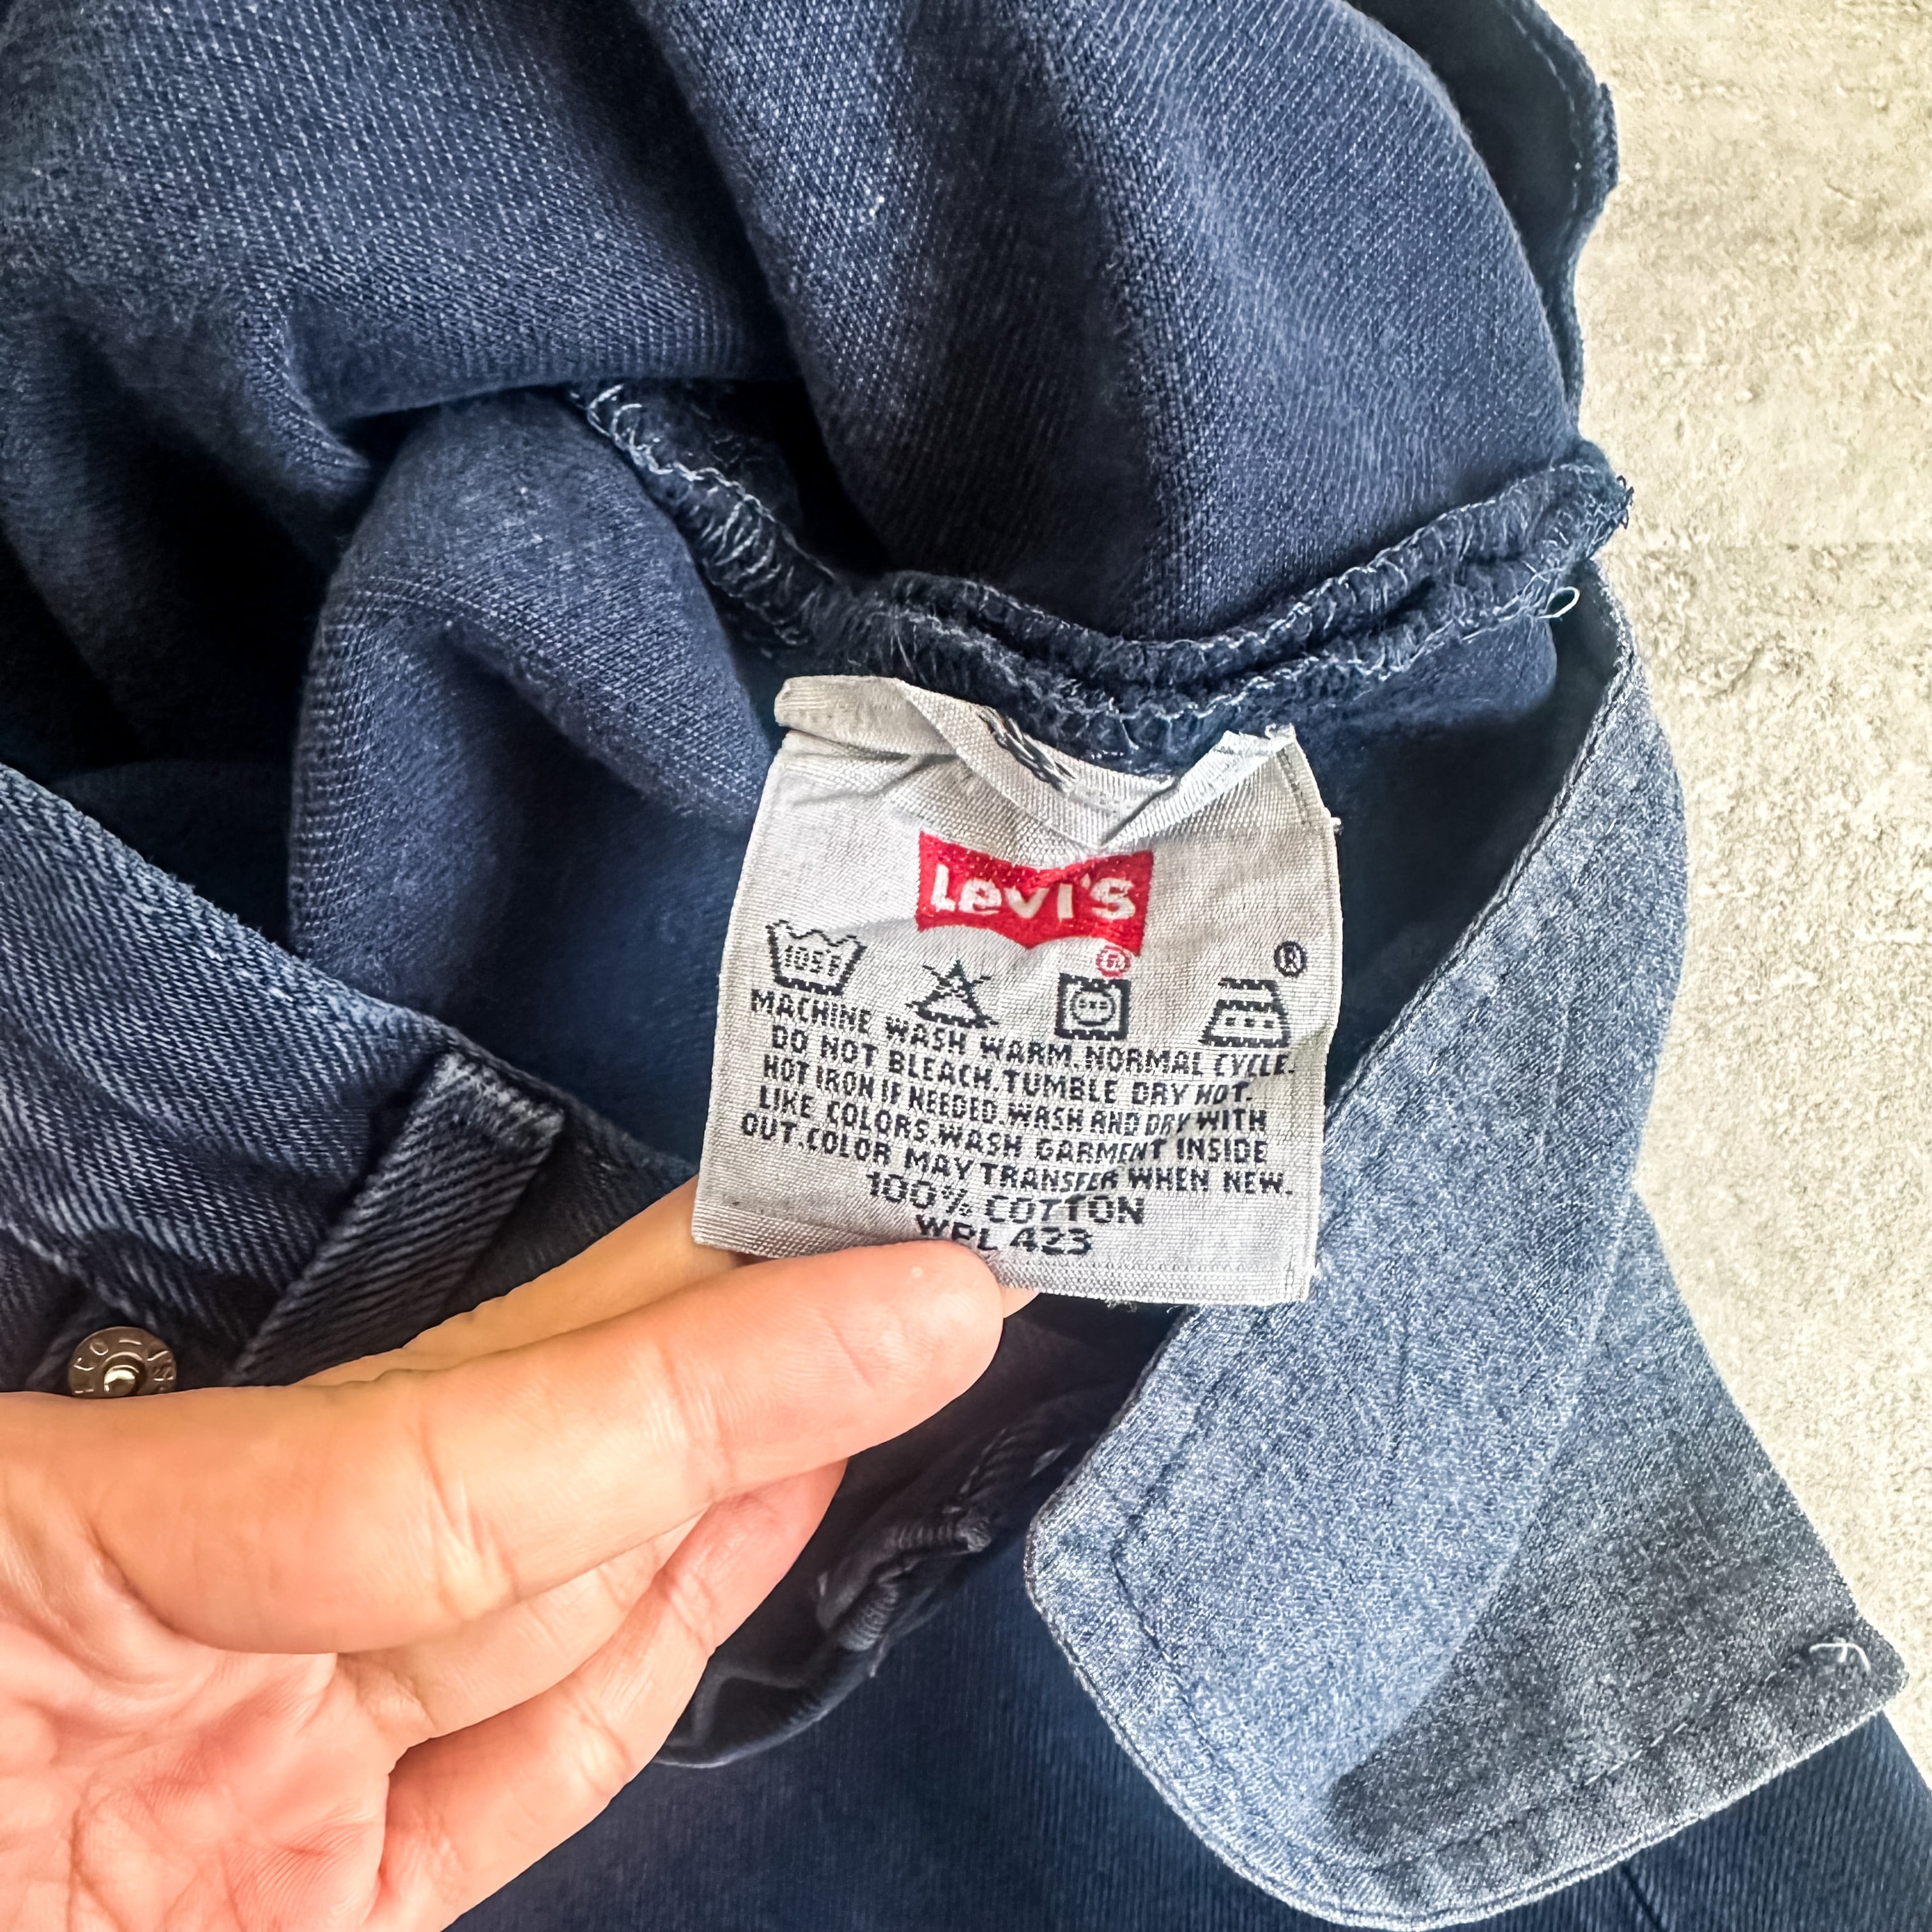 Levi's
®
105F
®
MACHINE WASH WARM.NORMAL CYCLE.
DO NOT BLEACH.TUMBLE DRY HOT.
HOT IRON IF NEEDED.WASH AND DRY WITH
LIKE COLORS.WASH GARMENT INSIDE
OUT.COLOR MAY TRANSFER WHEN NEW.
100% COTTON
WPL 423